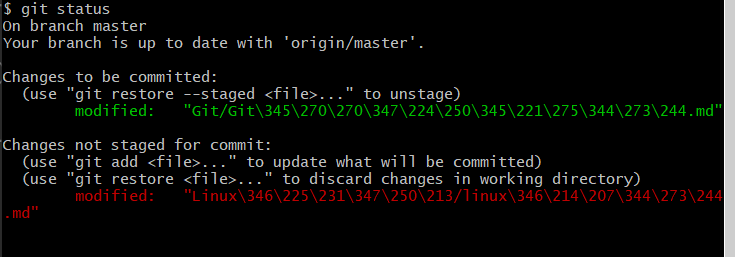 $ git status
On branch master
Your branch is up to date with 'origin/master'.
Changes to be committed:
(use "git restore --staged <file>..." to unstage)
modified: "Git/Git\345\270\270\347\224\250\345\221\275\344\273\244.md"
Changes not staged for commit:
(use "git add <file>..." to update what will be committed)
(use "git restore <file>..." to discard changes in working directory)
modified: "Linux\346\225\231\347\250\213/linux\346\214\207\344\273\244
.md"